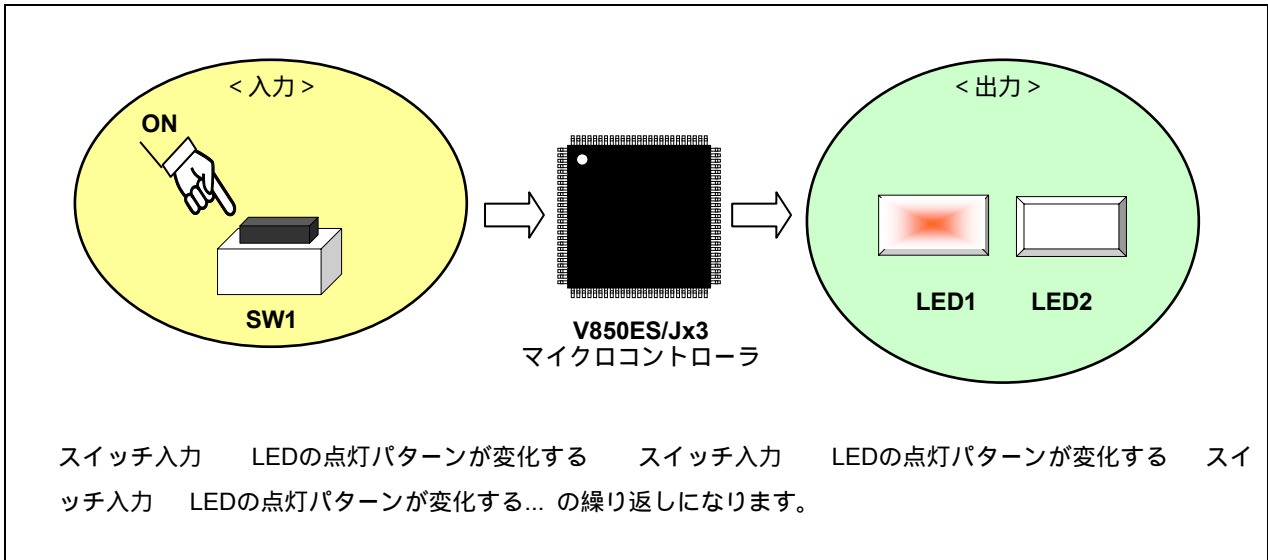 ＜入力＞
ON
SW1
V850ES/Jx3
マイクロコントローラ
＜出力＞
LED1 LED2
スイッチ入力　　LEDの点灯パターンが変化する　　スイッチ入力　　LEDの点灯パターンが変化する　　スイ
ッチ入力　　LEDの点灯パターンが変化する... の繰り返しになります。